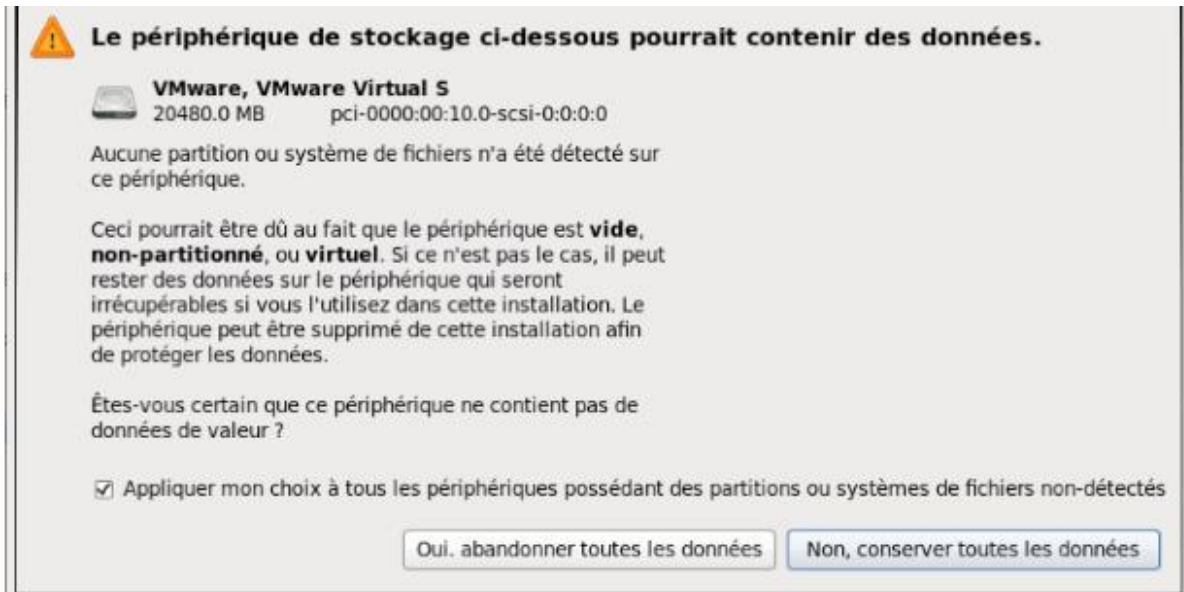 Le périphérique de stockage ci-dessous pourrait contenir des données.
VMware, VMware Virtual S
20480.0 MB pci-0000:00:10.0-scsi-0:0:0:0
Aucune partition ou système de fichiers n'a été détecté sur
ce périphérique.
Ceci pourrait être dû au fait que le périphérique est vide,
non-partitionné, ou virtuel. Si ce n'est pas le cas, il peut
rester des données sur le périphérique qui seront
irrécupérables si vous l'utilisez dans cette installation. Le
périphérique peut être supprimé de cette installation afin
de protéger les données.
Êtes-vous certain que ce périphérique ne contient pas de
données de valeur ?
Appliquer mon choix à tous les périphériques possédant des partitions ou systèmes de fichiers non-détectés
Oui. abandonner toutes les données Non, conserver toutes les données